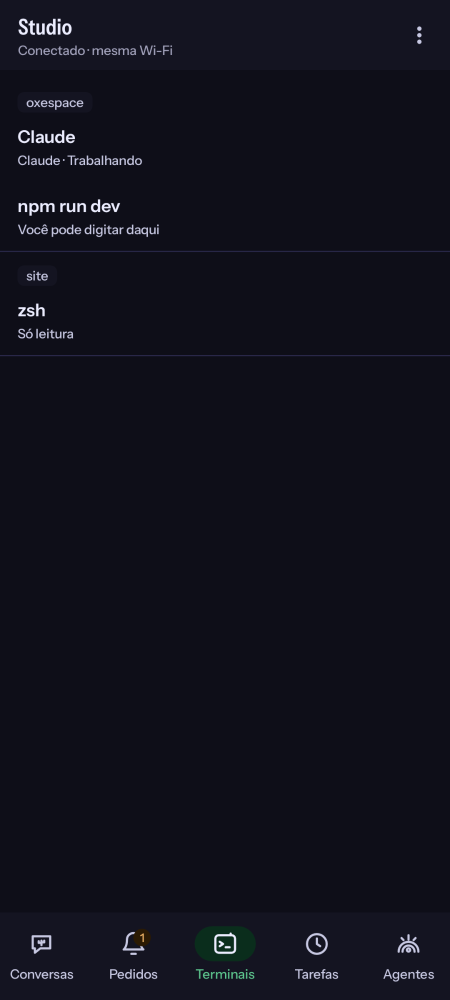 Studio
Conectado · mesma Wi-Fi
oxespace
Claude
Claude · Trabalhando
npm run dev
Você pode digitar daqui
site
zsh
Só leitura
1
Conversas
Pedidos
Terminais
Tarefas
Agentes